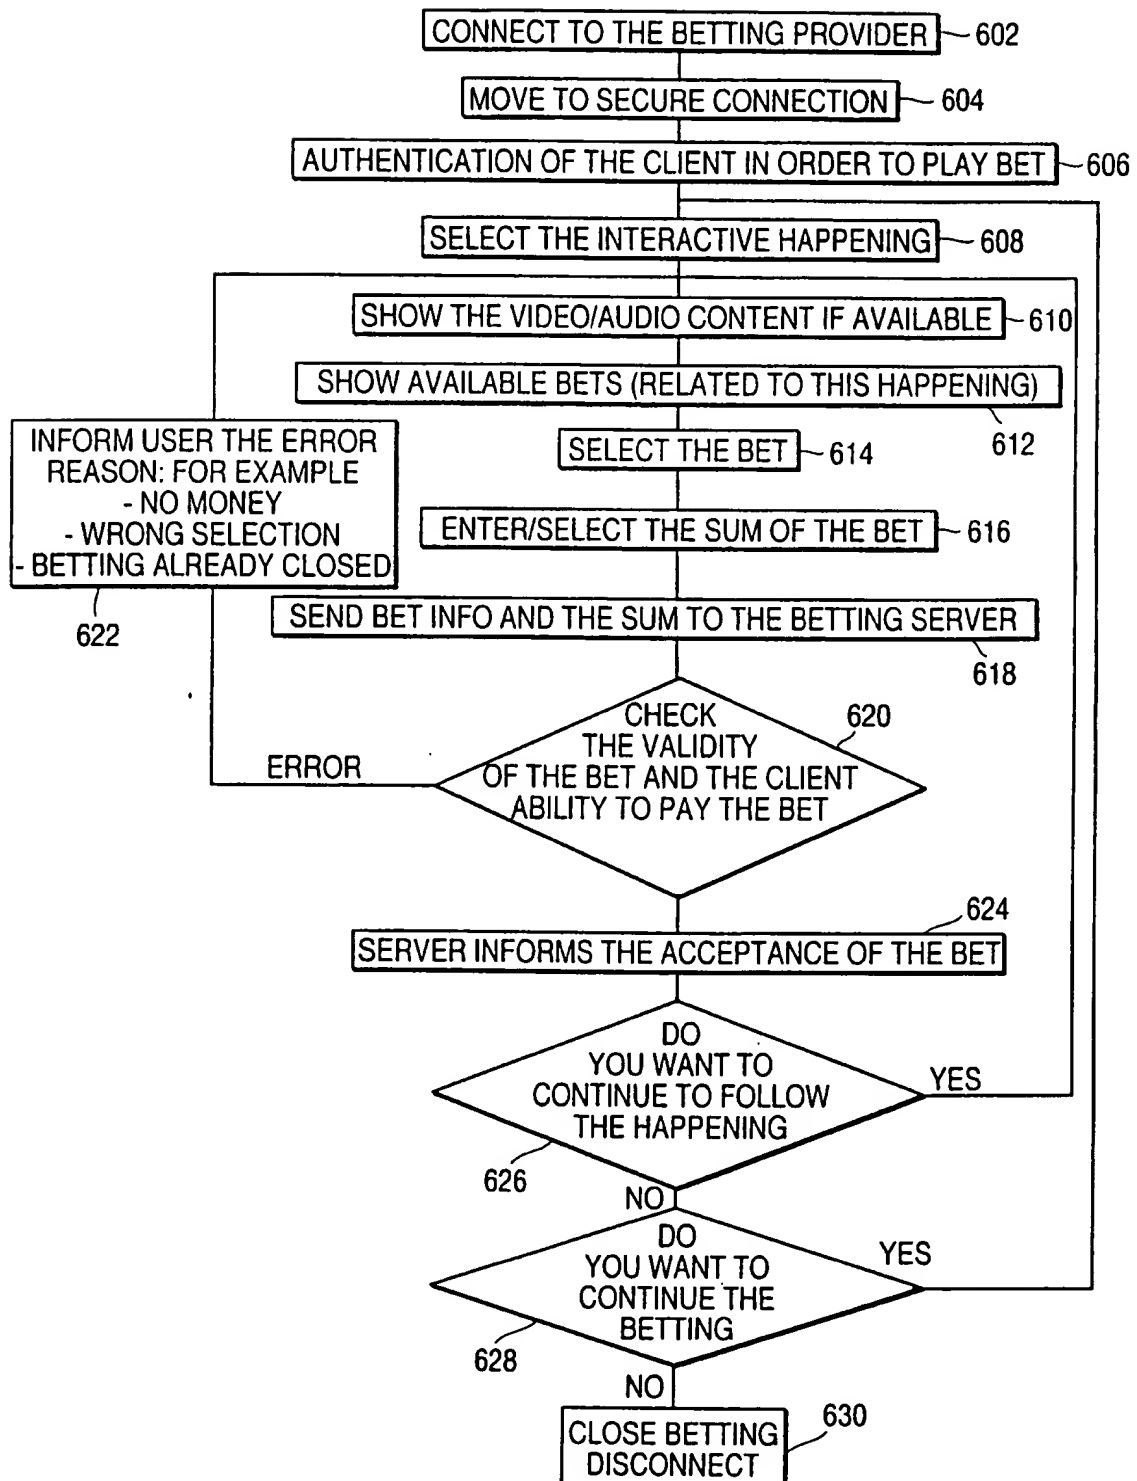 CONNECT TO THE BETTING PROVIDER 602
MOVE TO SECURE CONNECTION 604
AUTHENTICATION OF THE CLIENT IN ORDER TO PLAY BET 606
SELECT THE INTERACTIVE HAPPENING 608
SHOW THE VIDEO/AUDIO CONTENT IF AVAILABLE 610
SHOW AVAILABLE BETS (RELATED TO THIS HAPPENING)
612
SELECT THE BET 614
ENTER/SELECT THE SUM OF THE BET 616
SEND BET INFO AND THE SUM TO THE BETTING SERVER
618
CHECK
THE VALIDITY
OF THE BET AND THE CLIENT
ABILITY TO PAY THE BET
620
ERROR
INFORM USER THE ERROR
REASON: FOR EXAMPLE
- NO MONEY
- WRONG SELECTION
- BETTING ALREADY CLOSED
622
624
SERVER INFORMS THE ACCEPTANCE OF THE BET
DO
YOU WANT TO
CONTINUE TO FOLLOW
THE HAPPENING
YES
626
NO
DO
YOU WANT TO
CONTINUE THE
BETTING
YES
628
NO
CLOSE BETTING
DISCONNECT
630